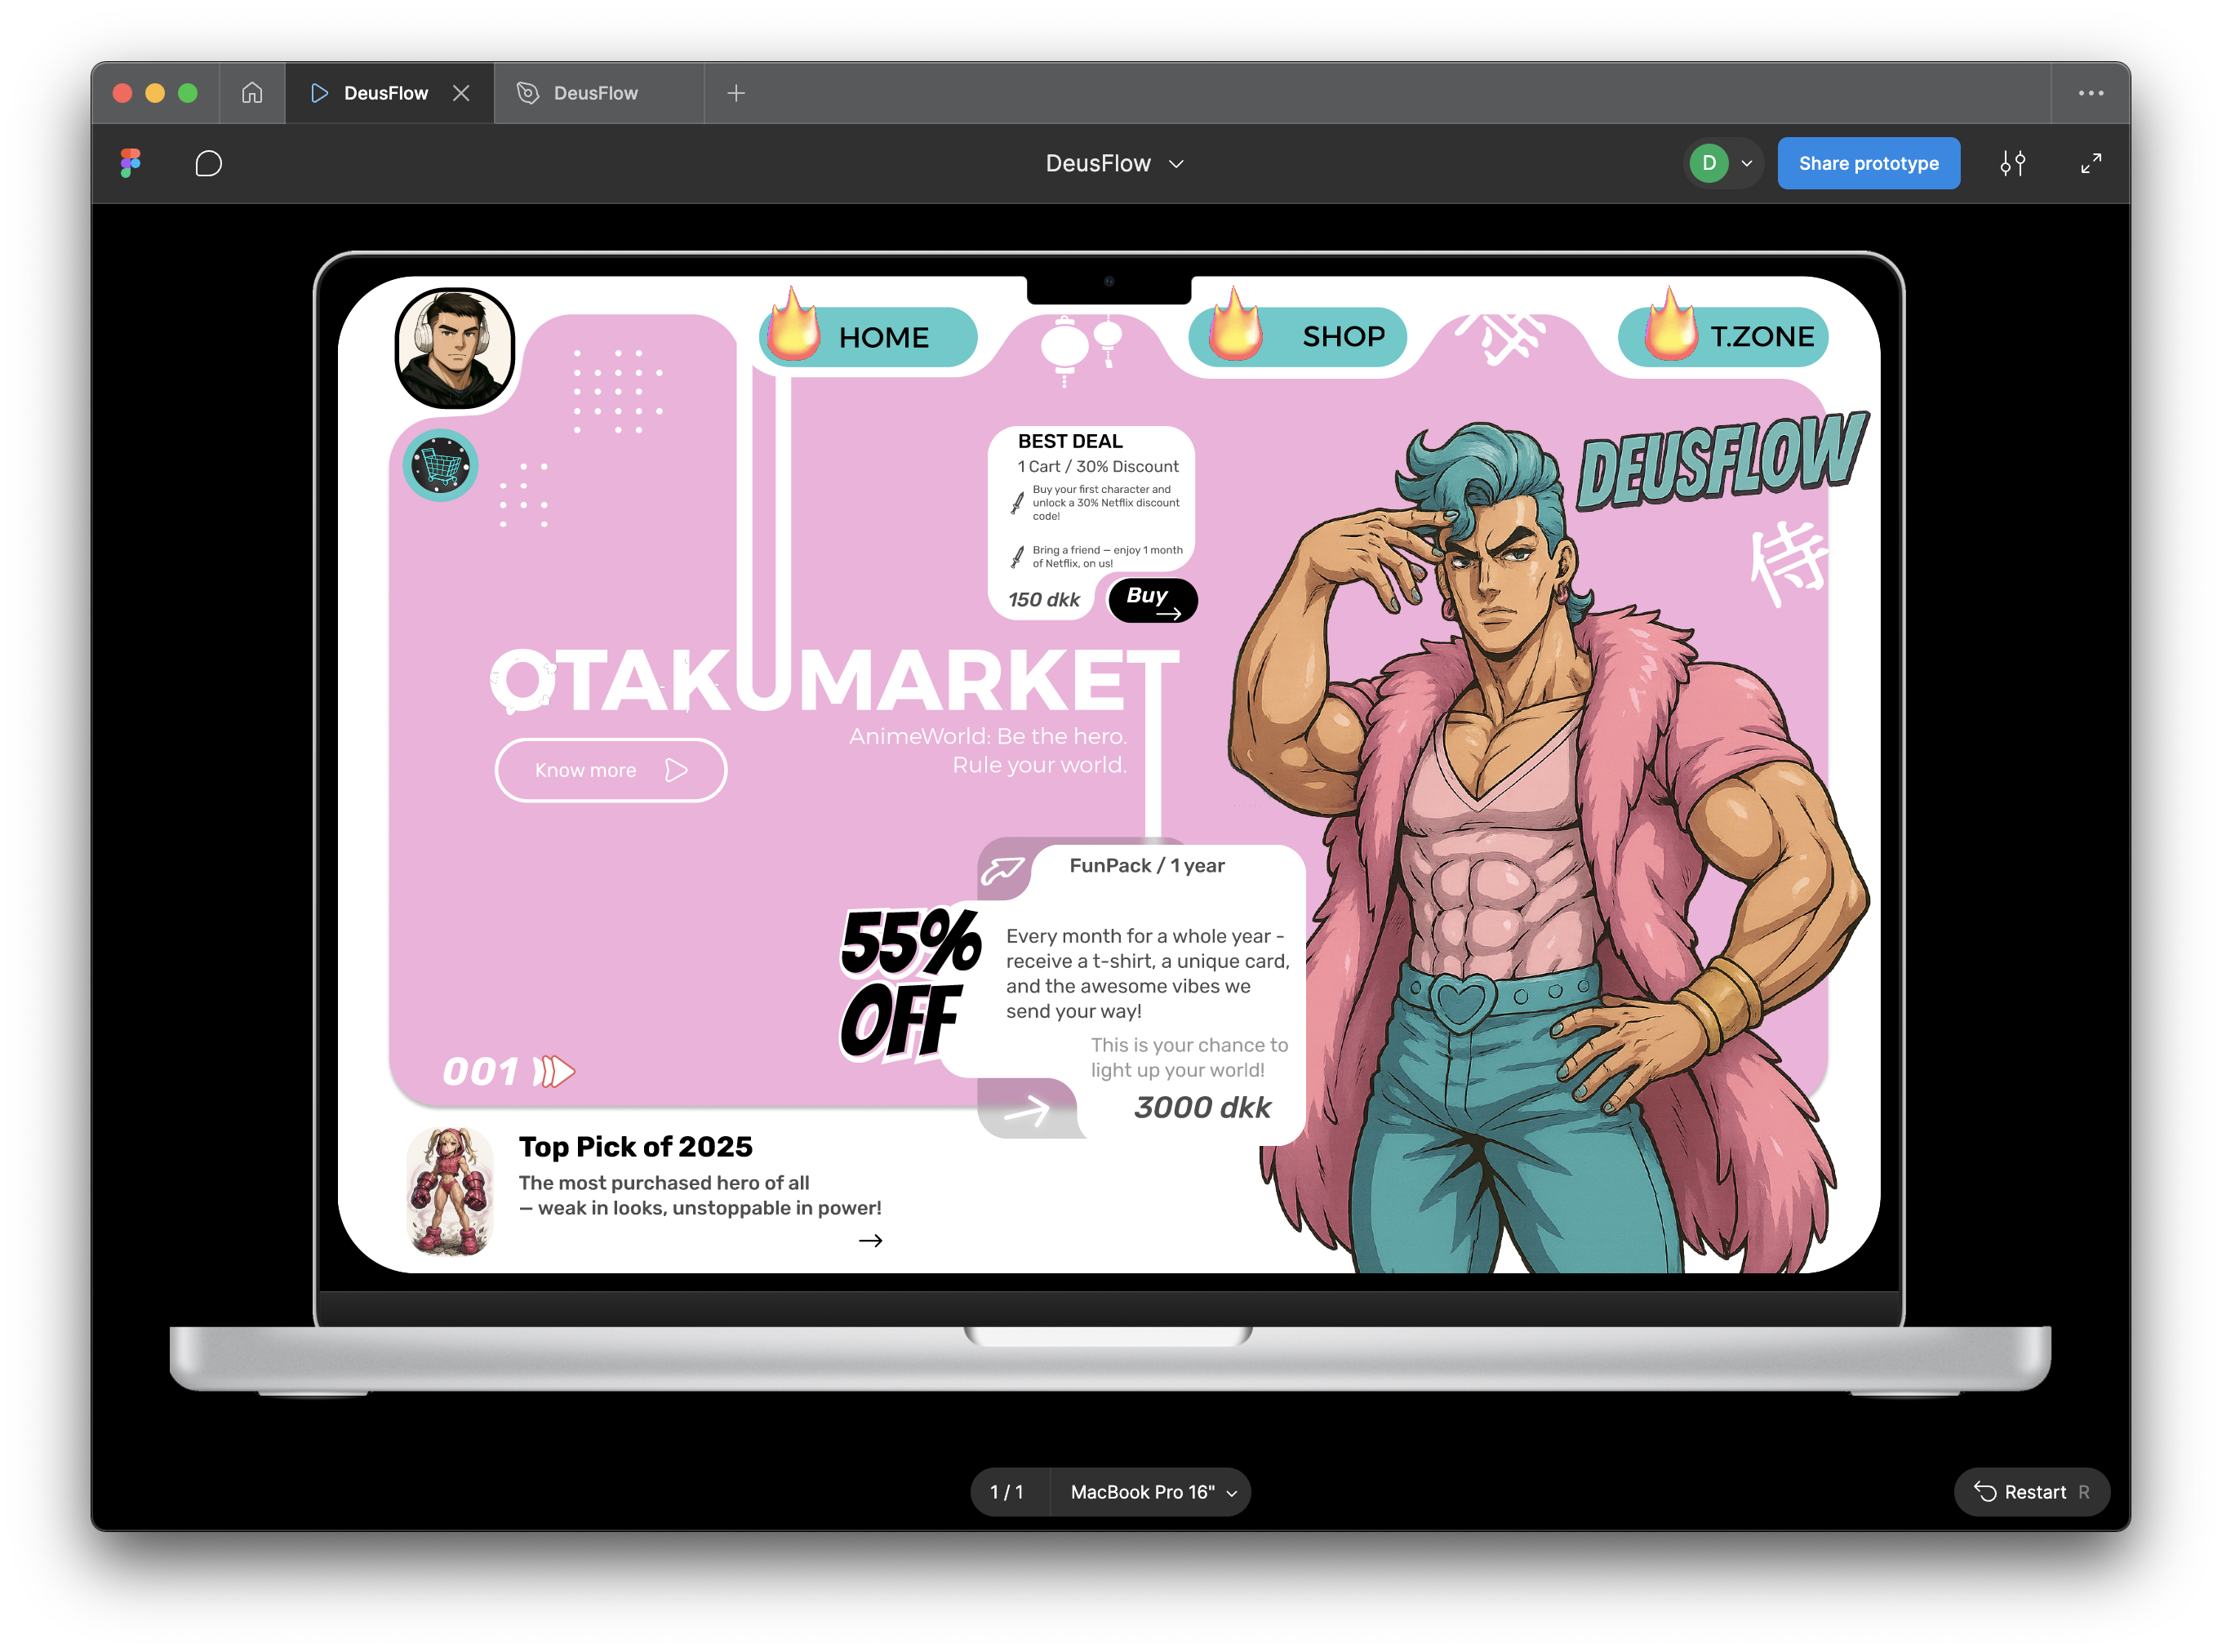 DeusFlow
DeusFlow
DeusFlow
D
Share prototype
HOME
SHOP
侍
T.ZONE
DEUSFLOW
侍
BEST DEAL
1 Cart / 30% Discount
Buy your first character and
unlock a 30% Netflix discount
code!
Bring a friend – enjoy 1 month
of Netflix, on us!
150 dkk
Buy
OTAKUMARKET
AnimeWorld: Be the hero.
Rule your world.
Know more
FunPack / 1 year
55%
OFF
Every month for a whole year -
receive a t-shirt, a unique card,
and the awesome vibes we
send your way!
This is your chance to
light up your world!
3000 dkk
001
Top Pick of 2025
The most purchased hero of all
– weak in looks, unstoppable in power!
1 / 1
MacBook Pro 16"
Restart R